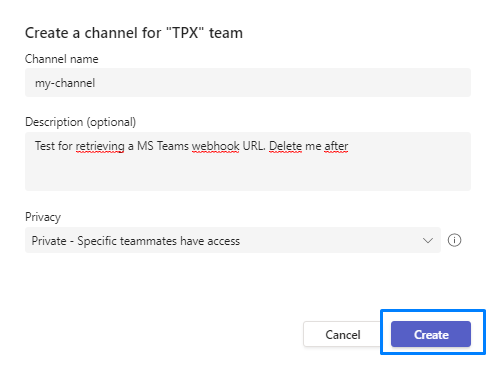 Create a channel for "TPX" team
Channel name
my-channel
Description (optional)
Test for retrieving a MS Teams webhook URL. Delete me after
Privacy
Private - Specific teammates have access
Cancel
Create